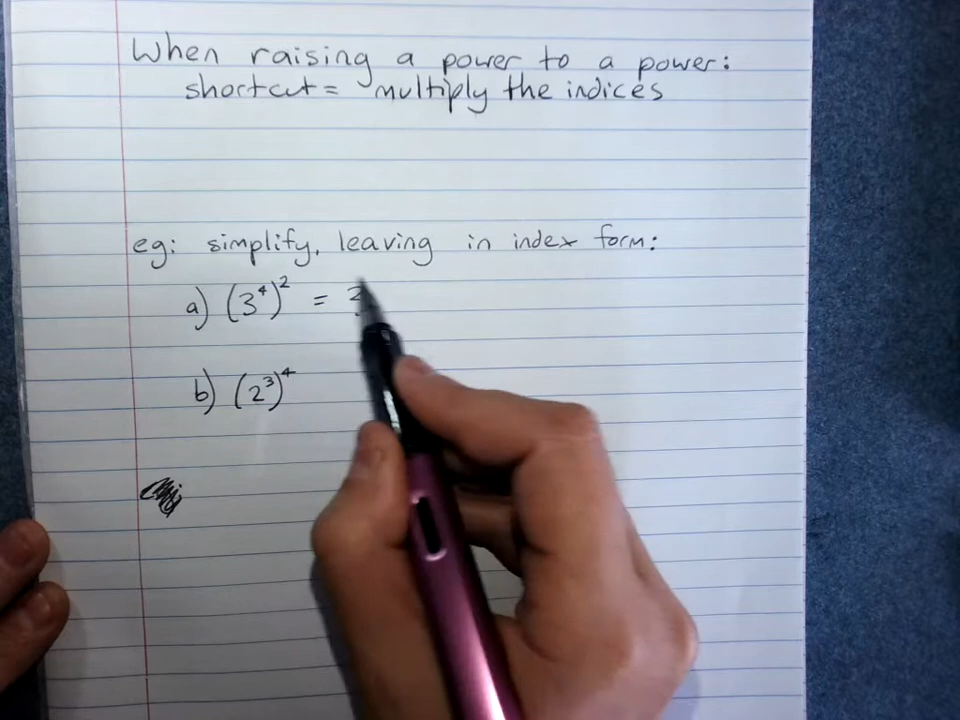 When raising a power to a power:
shortcut = multiply the indices
eg: simplify, leaving in index form:
a) (3⁴)² = 3
b) (2³)⁴